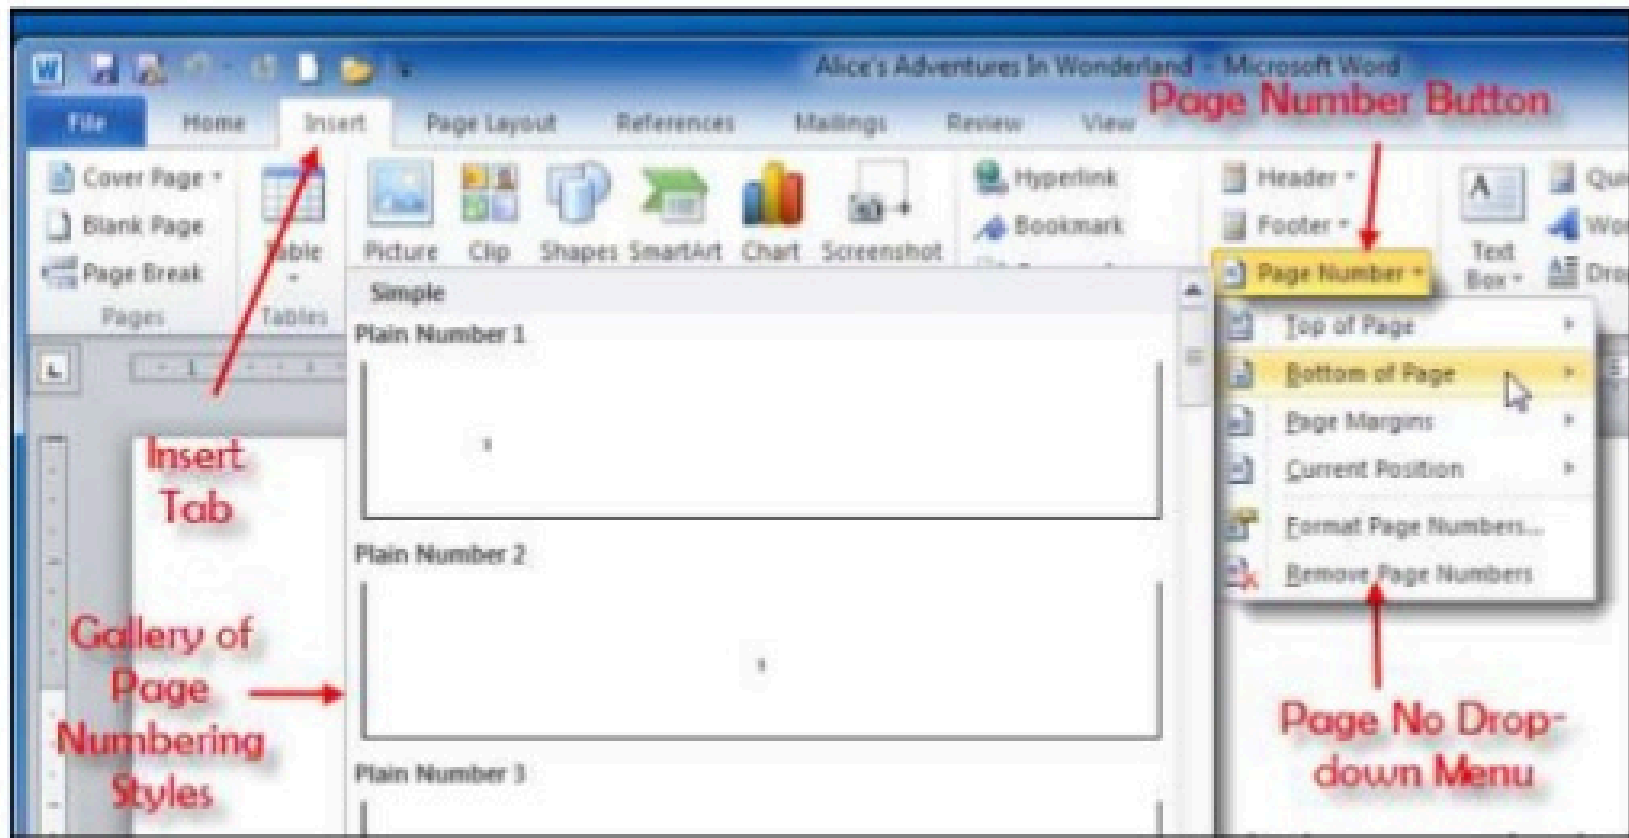 Alice's Adventures In Wonderland - Microsoft Word
Page Number Button
File Home Insert Page Layout References Mailings Review View
Cover Page
Blank Page
Page Break
Pages
Table
Tables
Picture Clip Shapes SmartArt Chart Screenshot
Hyperlink
Bookmark
Header
Footer
Page Number
A
Text
Box
Simple
Plain Number 1
Plain Number 2
Plain Number 3
Top of Page
Bottom of Page
Page Margins
Current Position
Format Page Numbers...
Remove Page Numbers
Insert
Tab
Gallery of
Page
Numbering
Styles
Page No Drop-
down Menu